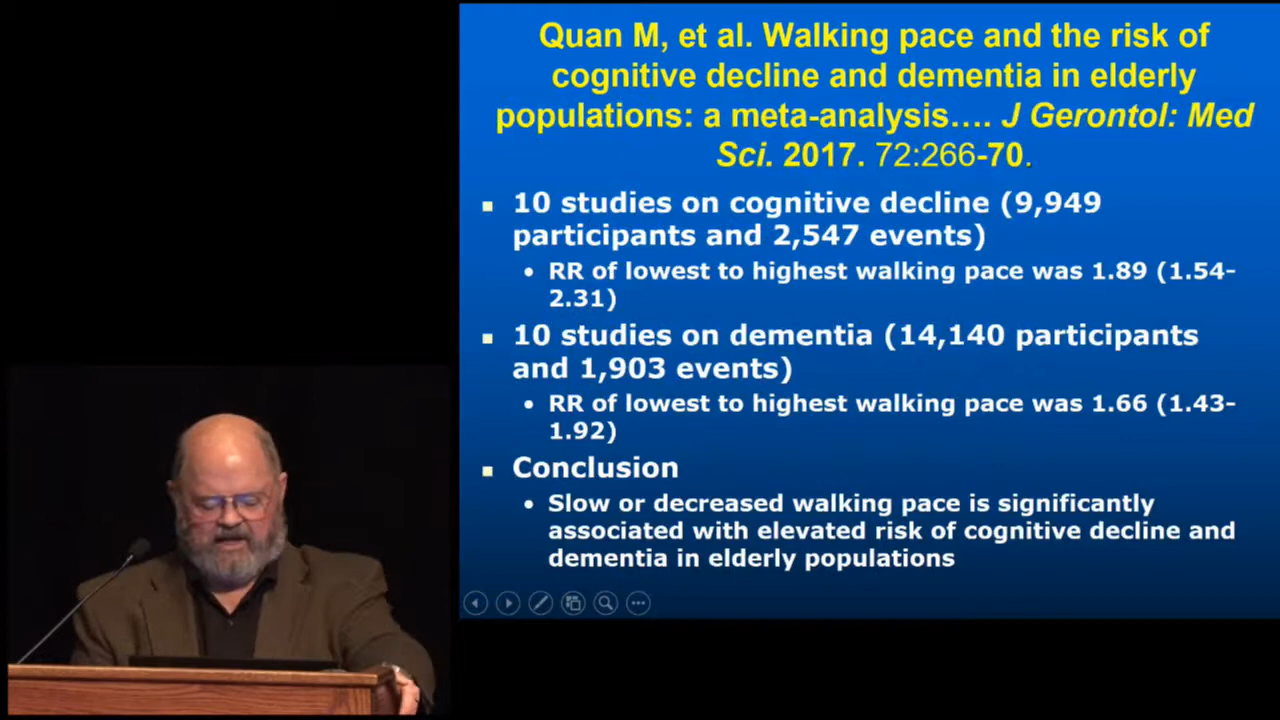 Quan M, et al. Walking pace and the risk of
cognitive decline and dementia in elderly
populations: a meta-analysis…. J Gerontol: Med
Sci. 2017. 72:266-70.
10 studies on cognitive decline (9,949
participants and 2,547 events)
RR of lowest to highest walking pace was 1.89 (1.54-
2.31)
10 studies on dementia (14,140 participants
and 1,903 events)
RR of lowest to highest walking pace was 1.66 (1.43-
1.92)
Conclusion
Slow or decreased walking pace is significantly
associated with elevated risk of cognitive decline and
dementia in elderly populations